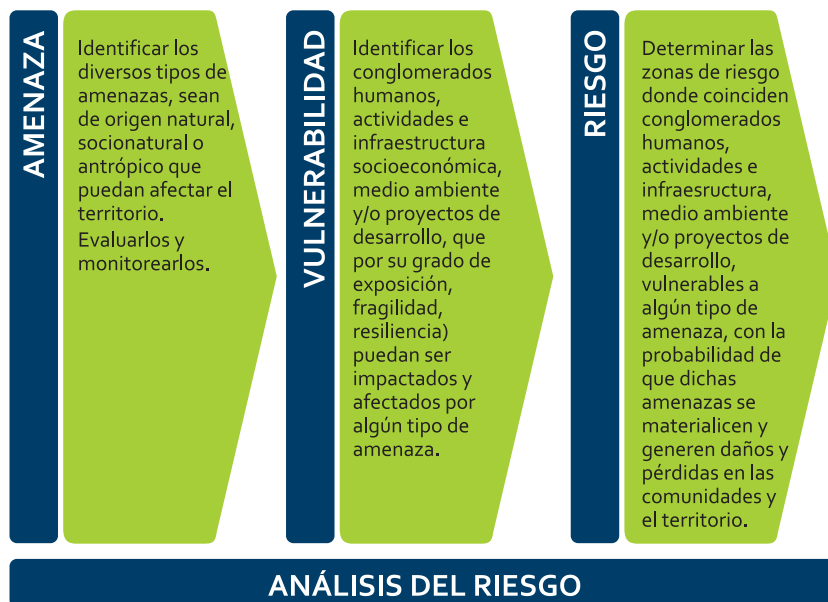 AMENAZA
Identificar los
diversos tipos de
amenazas, sean
de origen natural,
socionatural o
antrópico que
puedan afectar el
territorio.
Evaluarlos y
monitorearlos.
VULNERABILIDAD
Identificar los
conglomerados
humanos,
actividades e
infraestructura
socioeconómica,
medio ambiente
y/o proyectos de
desarrollo, que
por su grado de
exposición,
fragilidad,
resiliencia)
puedan ser
impactados y
afectados por
algún tipo de
amenaza.
RIESGO
Determinar las
zonas de riesgo
donde coinciden
conglomerados
humanos,
actividades e
infraesructura,
medio ambiente
y/o proyectos de
desarrollo,
vulnerables a
algún tipo de
amenaza, con la
probabilidad de
que dichas
amenazas se
materialicen y
generen daños y
pérdidas en las
comunidades y
el territorio.
ANÁLISIS DEL RIESGO